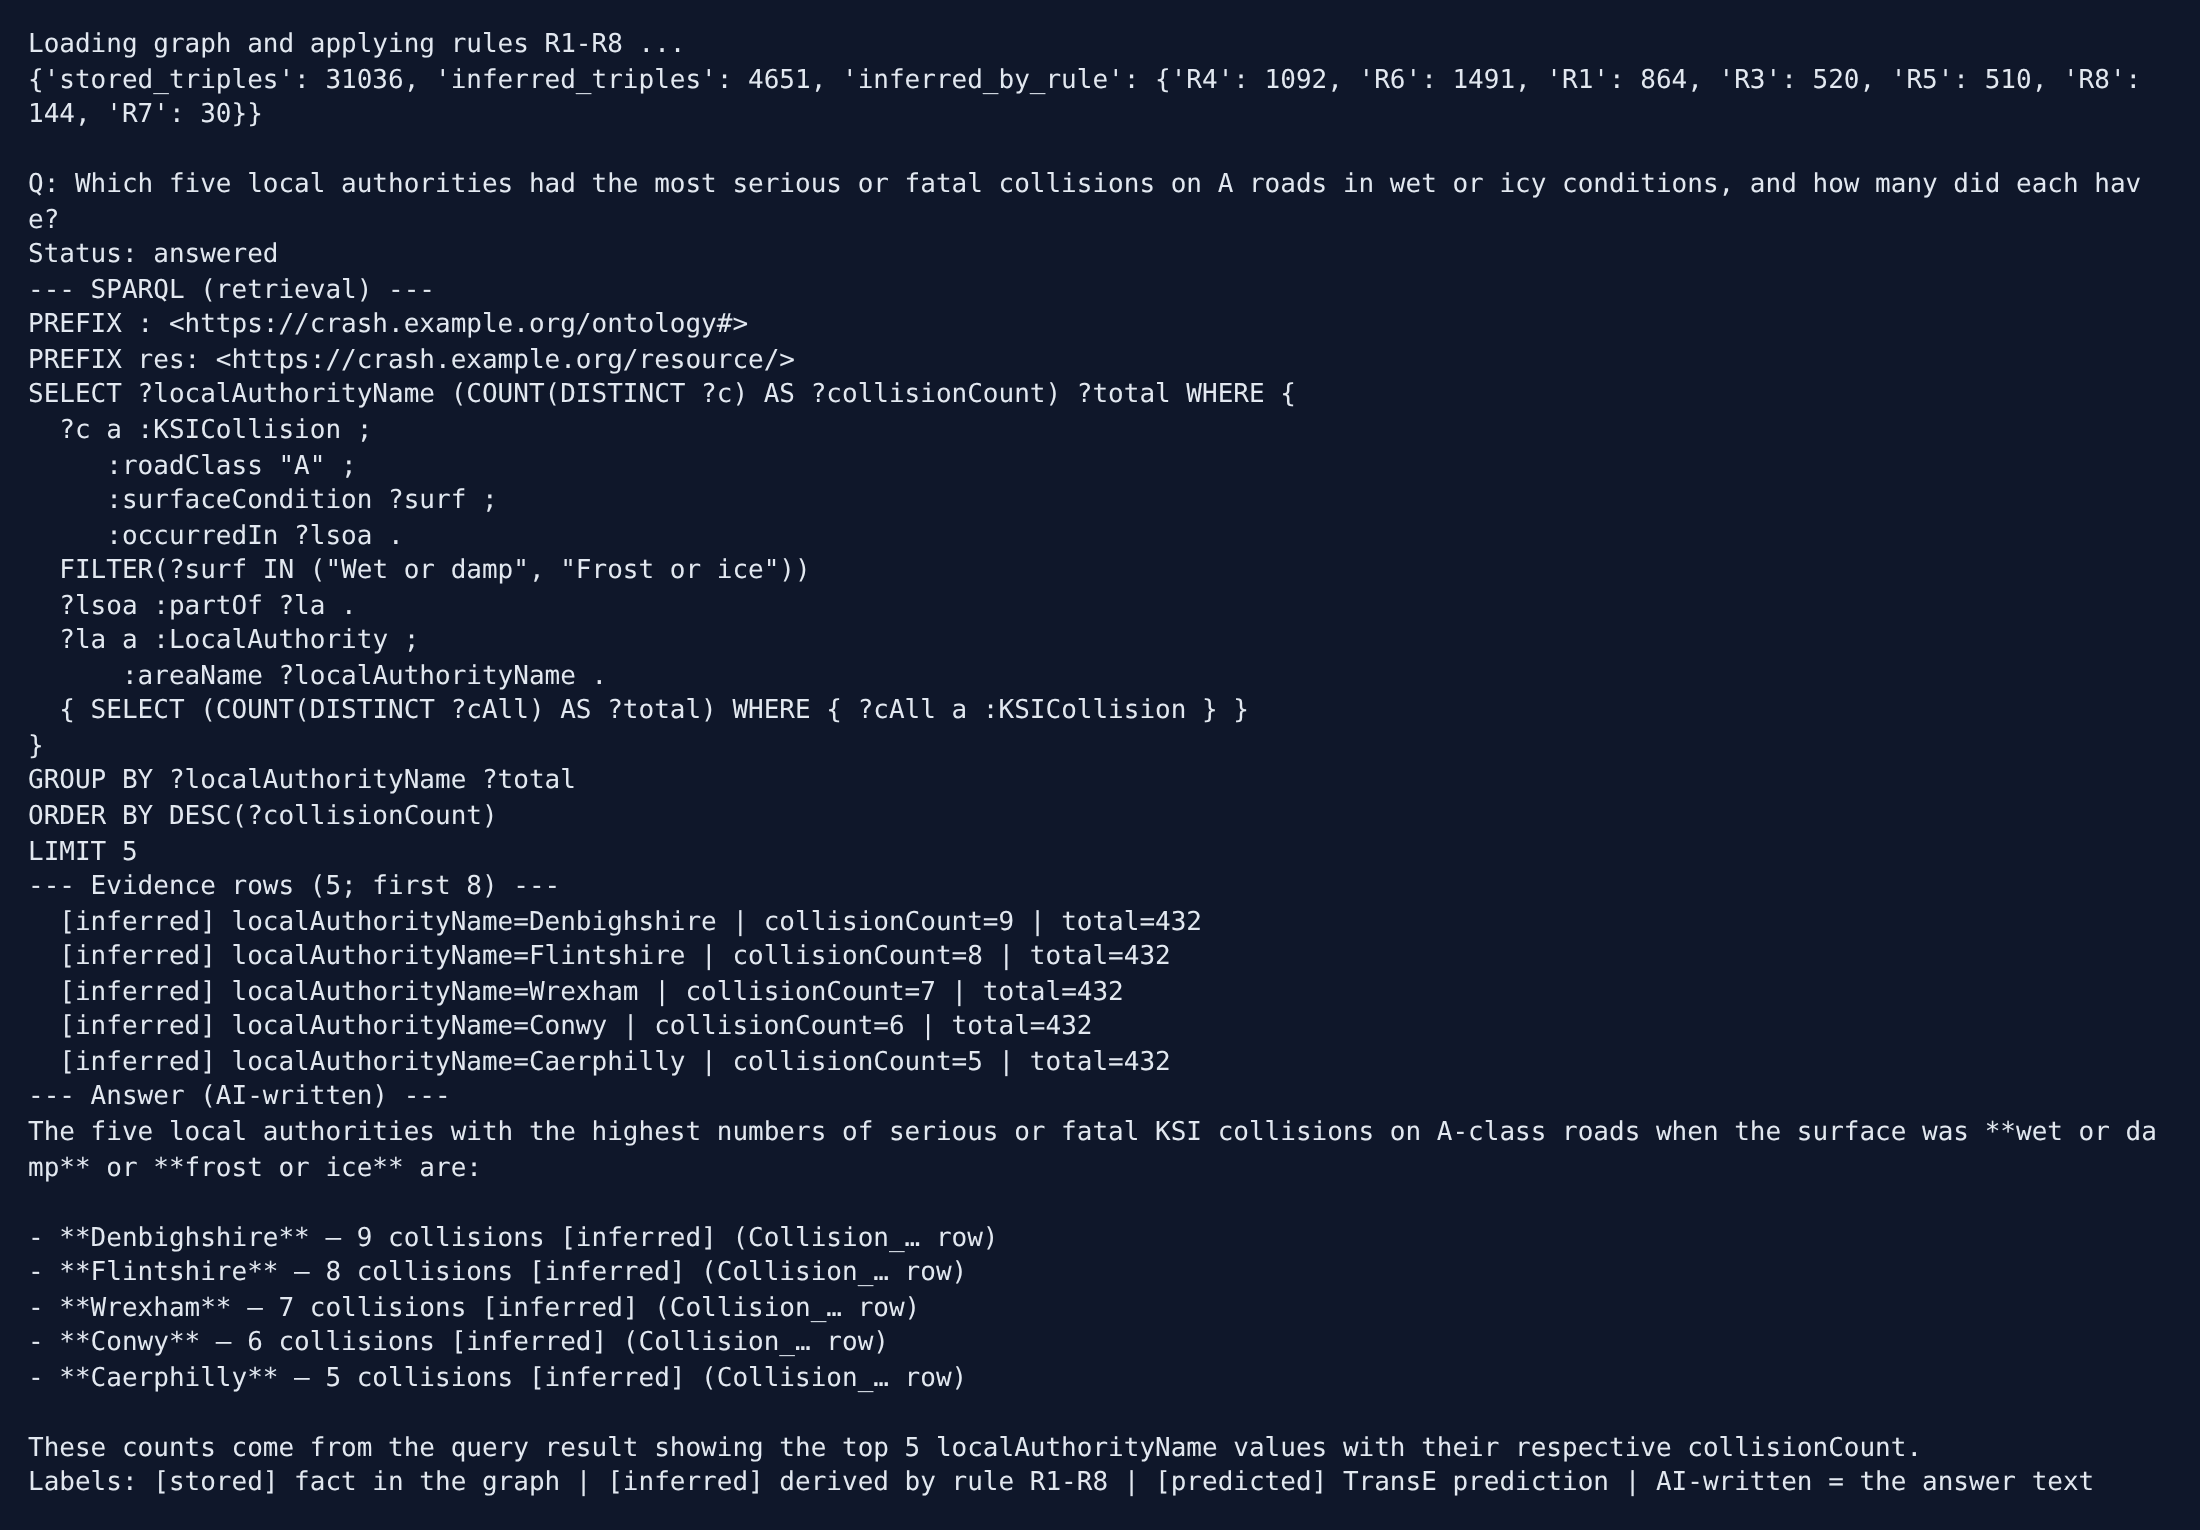 Loading graph and applying rules R1-R8 ...
{'stored_triples': 31036, 'inferred_triples': 4651, 'inferred_by_rule': {'R4': 1092, 'R6': 1491, 'R1': 864, 'R3': 520, 'R5': 510, 'R8':
144, 'R7': 30}}

Q: Which five local authorities had the most serious or fatal collisions on A roads in wet or icy conditions, and how many did each hav
e?
Status: answered
--- SPARQL (retrieval) ---
PREFIX : <https://crash.example.org/ontology#>
PREFIX res: <https://crash.example.org/resource/>
SELECT ?localAuthorityName (COUNT(DISTINCT ?c) AS ?collisionCount) ?total WHERE {
  ?c a :KSICollision ;
     :roadClass "A" ;
     :surfaceCondition ?surf ;
     :occurredIn ?lsoa .
  FILTER(?surf IN ("Wet or damp", "Frost or ice"))
  ?lsoa :partOf ?la .
  ?la a :LocalAuthority ;
      :areaName ?localAuthorityName .
  { SELECT (COUNT(DISTINCT ?cAll) AS ?total) WHERE { ?cAll a :KSICollision } }
}
GROUP BY ?localAuthorityName ?total
ORDER BY DESC(?collisionCount)
LIMIT 5
--- Evidence rows (5; first 8) ---
  [inferred] localAuthorityName=Denbighshire | collisionCount=9 | total=432
  [inferred] localAuthorityName=Flintshire | collisionCount=8 | total=432
  [inferred] localAuthorityName=Wrexham | collisionCount=7 | total=432
  [inferred] localAuthorityName=Conwy | collisionCount=6 | total=432
  [inferred] localAuthorityName=Caerphilly | collisionCount=5 | total=432
--- Answer (AI-written) ---
The five local authorities with the highest numbers of serious or fatal KSI collisions on A-class roads when the surface was **wet or da
mp** or **frost or ice** are:

- **Denbighshire** — 9 collisions [inferred] (Collision_… row)
- **Flintshire** — 8 collisions [inferred] (Collision_… row)
- **Wrexham** — 7 collisions [inferred] (Collision_… row)
- **Conwy** — 6 collisions [inferred] (Collision_… row)
- **Caerphilly** — 5 collisions [inferred] (Collision_… row)

These counts come from the query result showing the top 5 localAuthorityName values with their respective collisionCount.
Labels: [stored] fact in the graph | [inferred] derived by rule R1-R8 | [predicted] TransE prediction | AI-written = the answer text